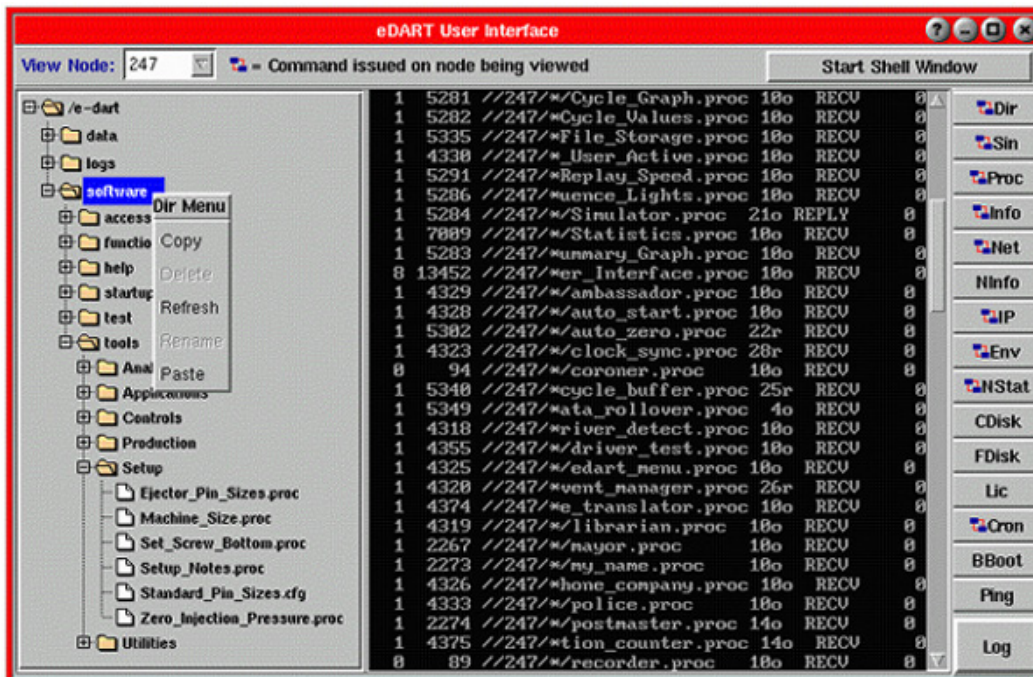 eDART User Interface
View Node: 247 = Command issued on node being viewed Start Shell Window
/e-dart
data
logs
software
Dir Menu
Copy
Delete
Refresh
Rename
Paste
access
functio
help
startup
test
tools
Anal
Applications
Controls
Production
Setup
Ejector_Pin_Sizes.proc
Machine_Size.proc
Set_Screw_Bottom.proc
Setup_Notes.proc
Standard_Pin_Sizes.cfg
Zero_Injection_Pressure.proc
Utilities
1 5281 //247/*/Cycle_Graph.proc 10o RECV 0
1 5282 //247/*Cycle_Values.proc 10o RECV 0
1 5335 //247/*File_Storage.proc 10o RECV 0
1 4330 //247/*_User_Active.proc 10o RECV 0
1 5291 //247/*Replay_Speed.proc 10o RECV 0
1 5286 //247/*uence_Lights.proc 10o RECV 0
1 5284 //247/*/Simulator.proc 21o REPLY 0
1 7009 //247/*/Statistics.proc 10o RECV 0
1 5283 //247/*ummary_Graph.proc 10o RECV 0
8 13452 //247/*er_Interface.proc 10o RECV 0
1 4329 //247/*/ambassador.proc 10o RECV 0
1 4328 //247/*/auto_start.proc 10o RECV 0
1 5302 //247/*/auto_zero.proc 22r RECV 0
1 4323 //247/*/clock_sync.proc 28r RECV 0
0 94 //247/*/coroner.proc 10o RECV 0
1 5340 //247/*cycle_buffer.proc 25r RECV 0
1 5349 //247/*ata_rollover.proc 4o RECV 0
1 4318 //247/*river_detect.proc 10o RECV 0
1 4355 //247/*/driver_test.proc 10o RECV 0
1 4325 //247/*/edart_menu.proc 10o RECV 0
1 4320 //247/*vent_manager.proc 26r RECV 0
1 4374 //247/*e_translator.proc 10o RECV 0
1 4319 //247/*/librarian.proc 10o RECV 0
1 2267 //247/*/mayor.proc 10o RECV 0
1 2273 //247/*/my_name.proc 10o RECV 0
1 4326 //247/*hone_company.proc 10o RECV 0
1 4333 //247/*/police.proc 10o RECV 0
1 2274 //247/*/postmaster.proc 14o RECV 0
1 4375 //247/*tion_counter.proc 14o RECV 0
0 89 //247/*/recorder.proc 10o RECV 0
Dir
Sin
Proc
Info
Net
NInfo
IP
Env
NStat
CDisk
FDisk
Lic
Cron
BBoot
Ping
Log